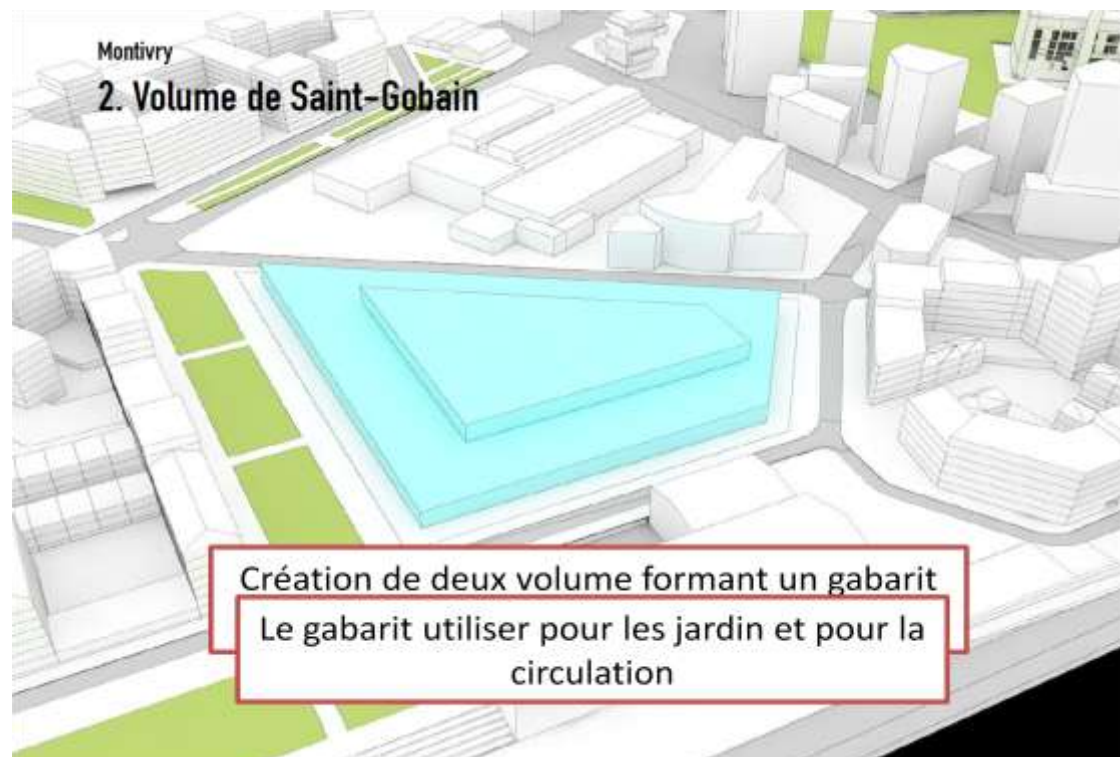 Montivry
2. Volume de Saint-Gobain
Création de deux volume formant un gabarit
Le gabarit utiliser pour les jardin et pour la
circulation